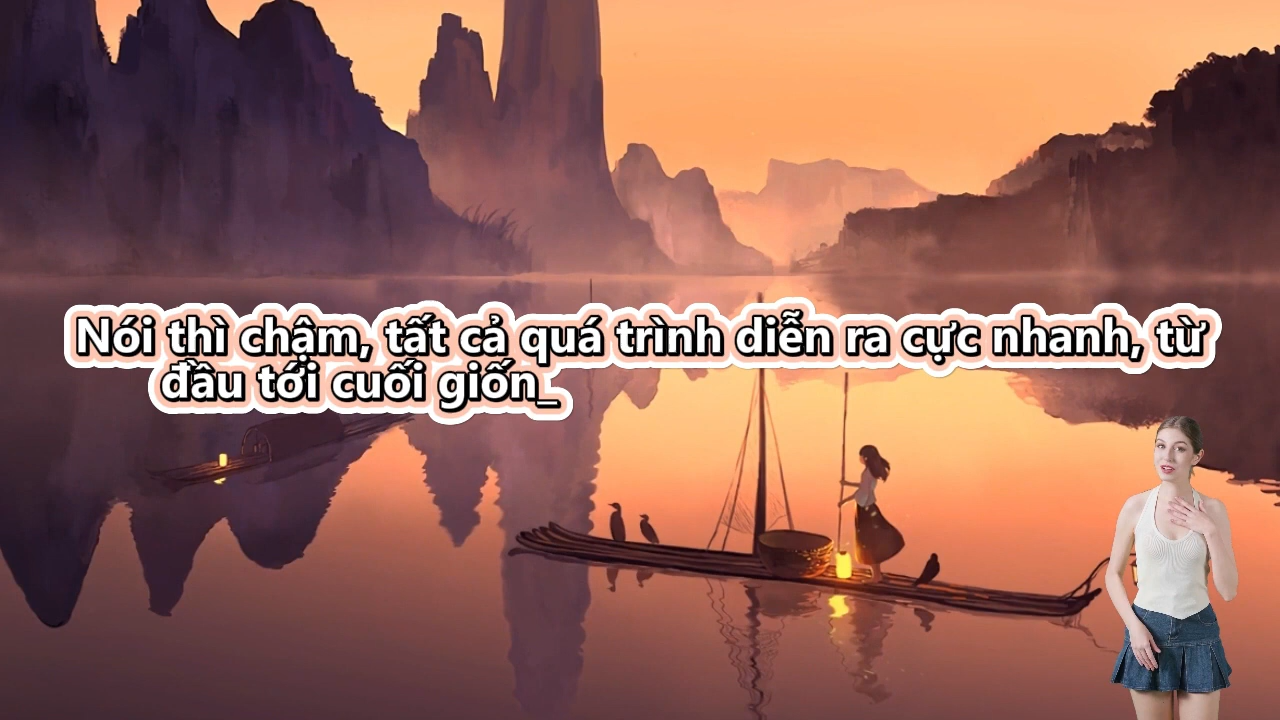 Nói thì chậm, tất cả quá trình diễn ra cực nhanh, từ
đầu tới cuối giốn_